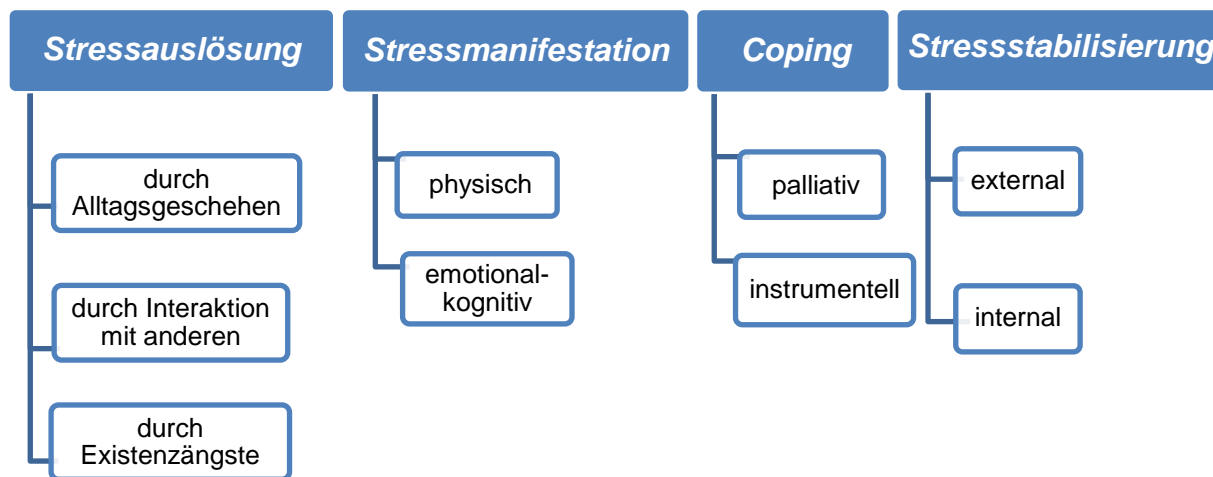 Stressauslösung
durch
Alltagsgeschehen
durch Interaktion
mit anderen
durch
Existenzängste
Stressmanifestation
physisch
emotional-
kognitiv
Coping
palliativ
instrumentell
Stressstabilisierung
external
internal